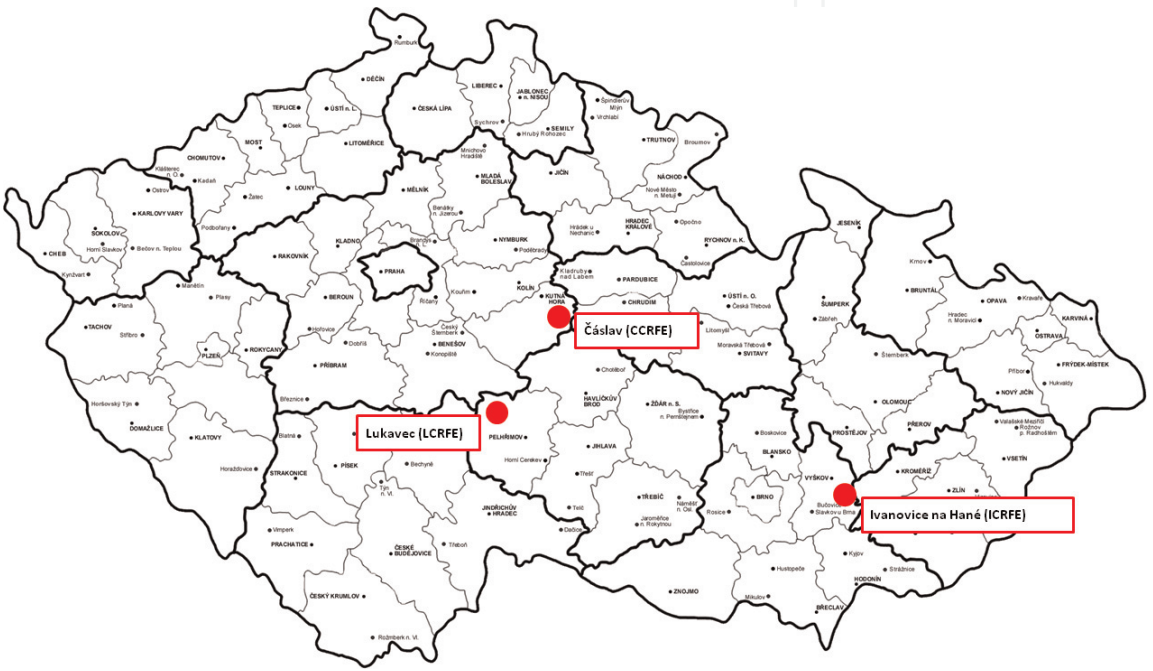 Rumburk
DĚČÍN
LIBEREC
JABLONEC
n. NISOU
TEPLICE
ÚSTÍ n. L.
ČESKÁ LÍPA
Špindlerův
Mlýn
Vrchlabí
Osek
Sychrov
SEMILY
Hrubý Rohozec
MOST
LITOMĚŘICE
TRUTNOV
Broumov
CHOMUTOV
Mnichovo
Hradiště
Klášterec
n. O.
Kadaň
MLADÁ
BOLESLAV
JIČÍN
NÁCHOD
Ostrov
LOUNY
MĚLNÍK
Nové Město
n. Metují
Žatec
KARLOVY VARY
Benátky
n. Jizerou
JESENÍK
SOKOLOV
Podbořany
Hrádek u
Nechanic
HRADEC
KRÁLOVÉ
Opočno
Horní Slavkov
Bečov n. Teplou
KLADNO
Brandýs
n. L.
NYMBURK
Poděbrady
RYCHNOV n. K.
CHEB
RAKOVNÍK
Častolovice
Krnov
Kynžvart
PRAHA
Kladruby
nad Labem
PARDUBICE
Manětín
KOLÍN
Kouřim
BRUNTÁL
Plasy
BEROUN
Říčany
KUTNÁ
HORA
CHRUDIM
ÚSTÍ n. O.
ŠUMPERK
OPAVA
Kravaře
Planá
Česká Třebová
Zábřeh
Hradec
n. Moravicí
KARVINÁ
TACHOV
Stříbro
Hořovice
Český
Šternberk
Čáslav (CCRFE)
Litomyšl
OSTRAVA
Dobříš
BENEŠOV
Moravská Třebová
PLZEŇ
ROKYCANY
Konopiště
SVITAVY
Šternberk
PŘÍBRAM
Chotěboř
Příbor
FRÝDEK-MÍSTEK
Hukvaldy
NOVÝ JIČÍN
Březnice
HAVLÍČKŮV
BROD
ŽĎÁR n. S.
OLOMOUC
Horšovský Týn
Bystřice
n. Pernštejnem
DOMAŽLICE
Lukavec (LCRFE)
PŘEROV
Valašské Meziříčí
Rožnov
p. Radhoštěm
KLATOVY
Blatná
PELHŘIMOV
Boskovice
PROSTĚJOV
JIHLAVA
BLANSKO
VSETÍN
Horažďovice
PÍSEK
Bechyně
Horní Cerekev
KROMĚŘÍŽ
STRAKONICE
Třešť
VYŠKOV
Týn
n. Vl.
TŘEBÍČ
Náměšť
n. Osl.
BRNO
ZLÍN
JINDŘICHŮV
HRADEC
Telč
Rosice
Bučovice
Slavkov u Brna
Ivanovice na Hané (ICRFE)
Vimperk
Jaroměřice
n. Rokytnou
Dačice
PRACHATICE
ČESKÉ
BUDĚJOVICE
Třeboň
Kyjov
Hustopeče
Strážnice
HODONÍN
ČESKÝ KRUMLOV
ZNOJMO
Mikulov
BŘECLAV
Rožmberk n. Vl.